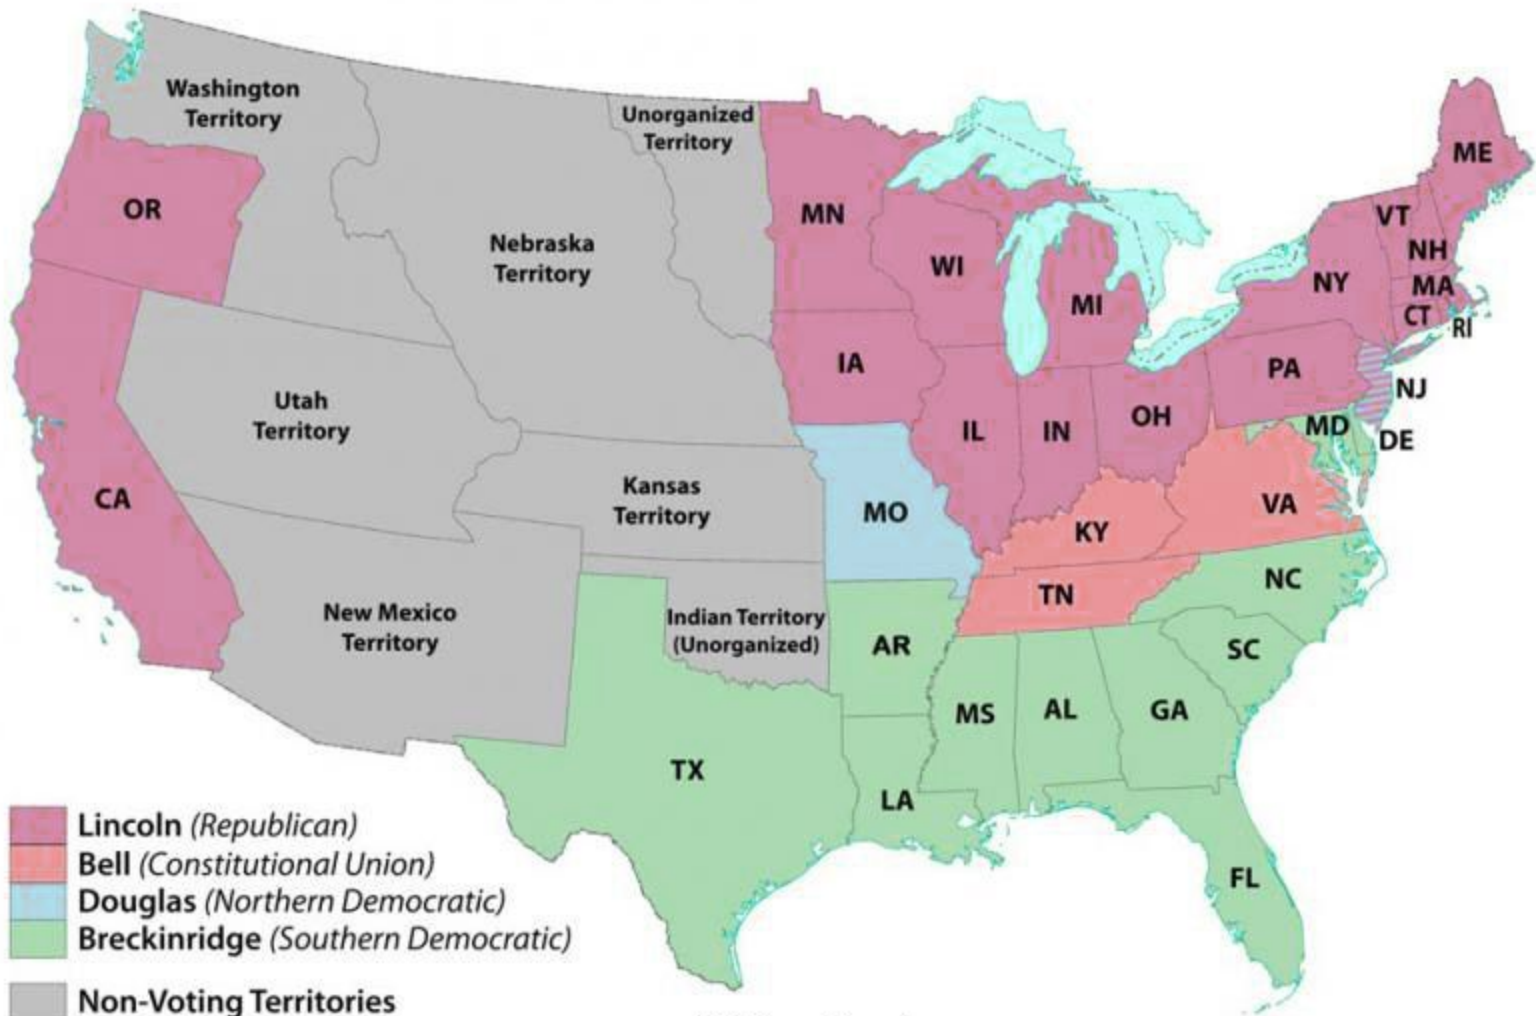 Washington
Territory
Unorganized
Territory
ME
OR
MN
VT
Nebraska
Territory
NH
WI
NY
MA
MI
CT
RI
IA
PA
NJ
Utah
Territory
OH
IL
IN
MD
DE
CA
Kansas
Territory
MO
VA
KY
NC
TN
New Mexico
Territory
Indian Territory
(Unorganized)
AR
SC
MS
AL
GA
TX
LA
FL
Lincoln (Republican)
Bell (Constitutional Union)
Douglas (Northern Democratic)
Breckinridge (Southern Democratic)
Non-Voting Territories